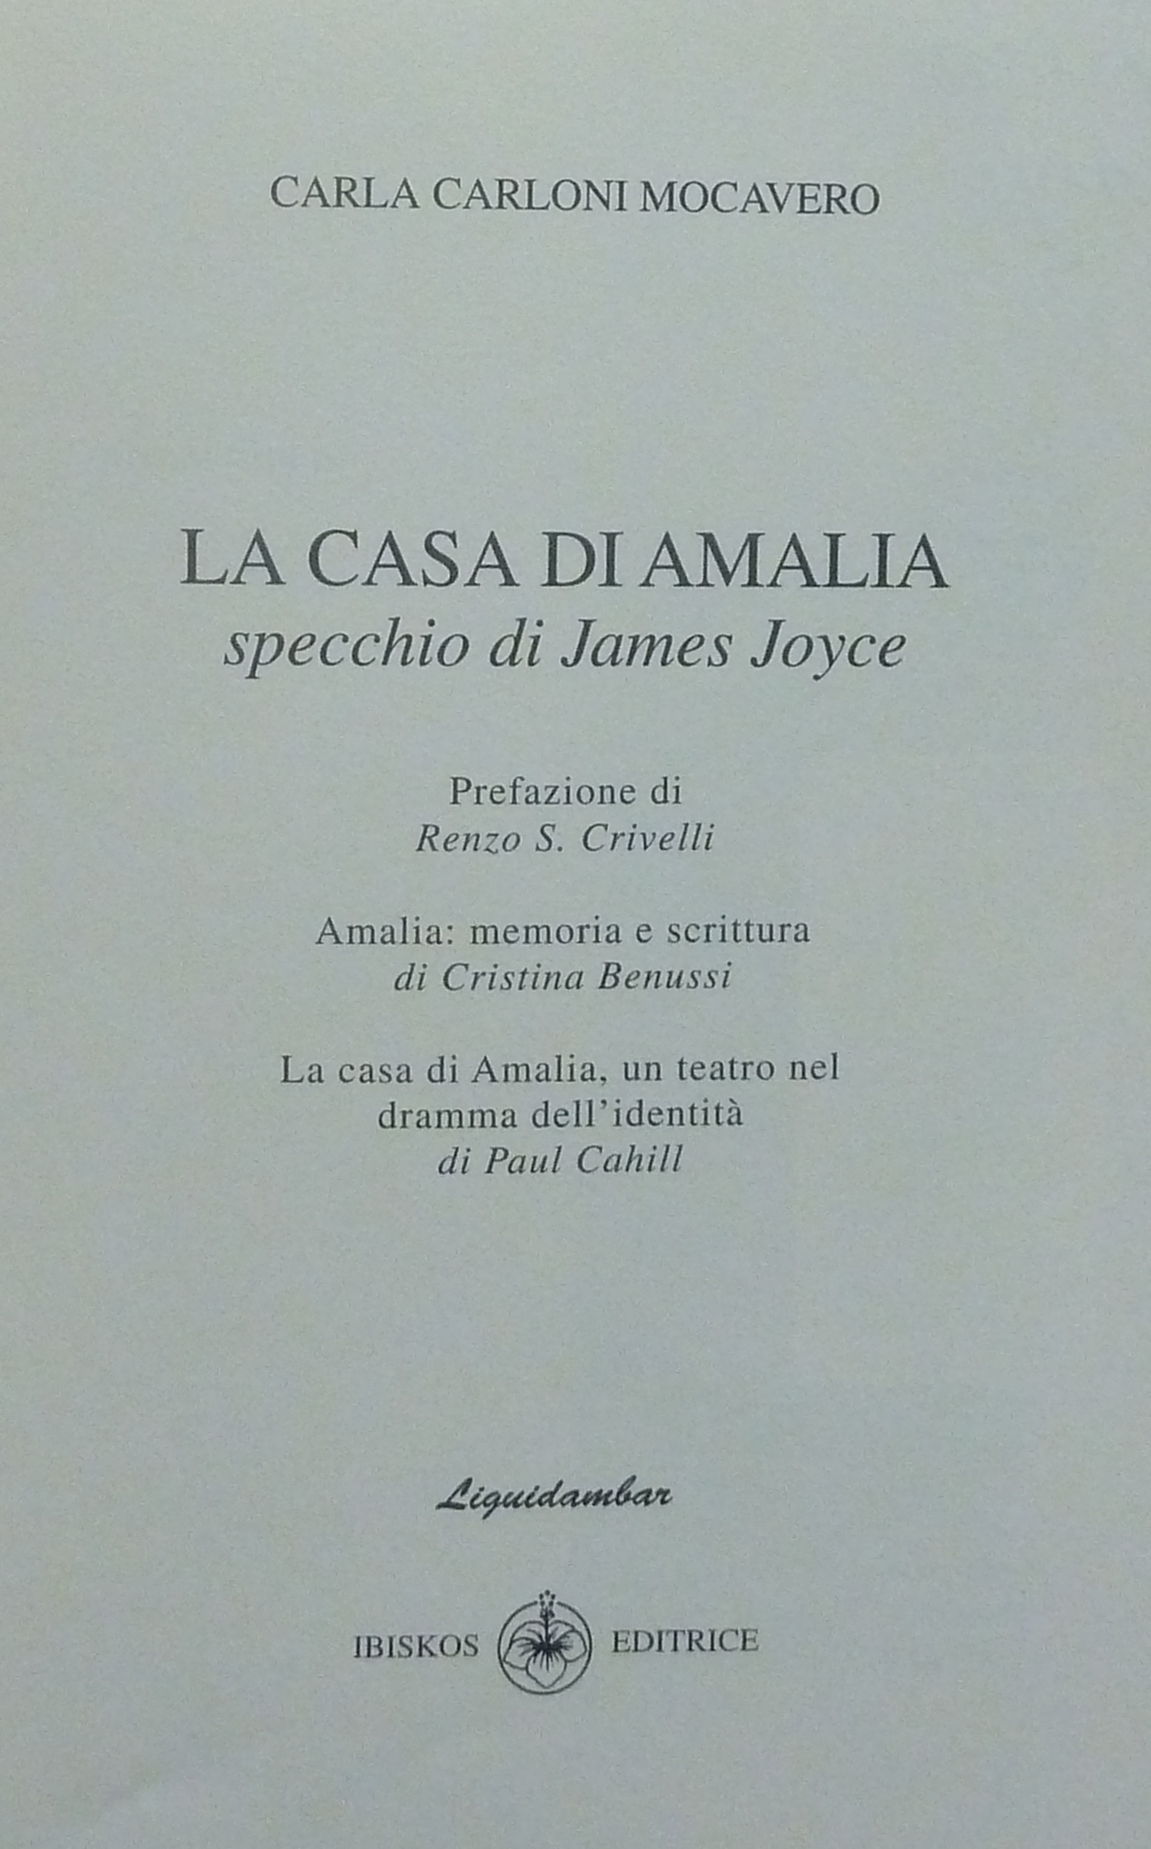 CARLA CARLONI MOCAVERO
LA CASA DI AMALIA
specchio di James Joyce
Prefazione di
Renzo S. Crivelli
Amalia: memoria e scrittura
di Cristina Benussi
La casa di Amalia, un teatro nel
dramma dell'identità
di Paul Cahill
Liquidambar
IBISKOS EDITRICE